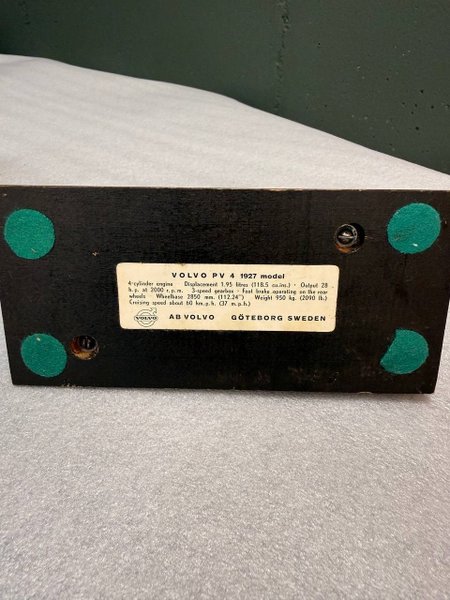 VOLVO PV 4 1927 model
4-cylinder engine Displacement 1.95 litres (118.5 cu.ins.) · Output 28
h. p. at 2000 r. p. m. · 3-speed gearbox · Foot brake operating on the rear
wheels Wheelbase 2850 mm. (112.24") Weight 950 kg. (2090 lb.)
Cruising speed about 60 km.p.h. (37 m.p.h.)
VOLVO AB VOLVO GÖTEBORG SWEDEN